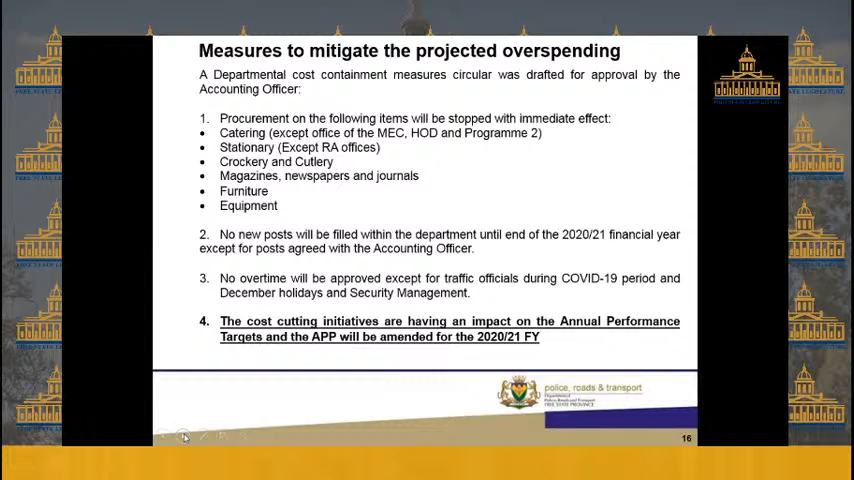 Measures to mitigate the projected overspending
A Departmental cost containment measures circular was drafted for approval by the
Accounting Officer:
1. Procurement on the following items will be stopped with immediate effect:
• Catering (except office of the MEC, HOD and Programme 2)
• Stationary (Except RA offices)
• Crockery and Cutlery
• Magazines, newspapers and journals
• Furniture
• Equipment
2. No new posts will be filled within the department until end of the 2020/21 financial year
except for posts agreed with the Accounting Officer.
3. No overtime will be approved except for traffic officials during COVID-19 period and
December holidays and Security Management.
4. The cost cutting initiatives are having an impact on the Annual Performance
Targets and the APP will be amended for the 2020/21 FY
police, roads & transport
Department of
Police, Roads and Transport
FREE STATE PROVINCE
16